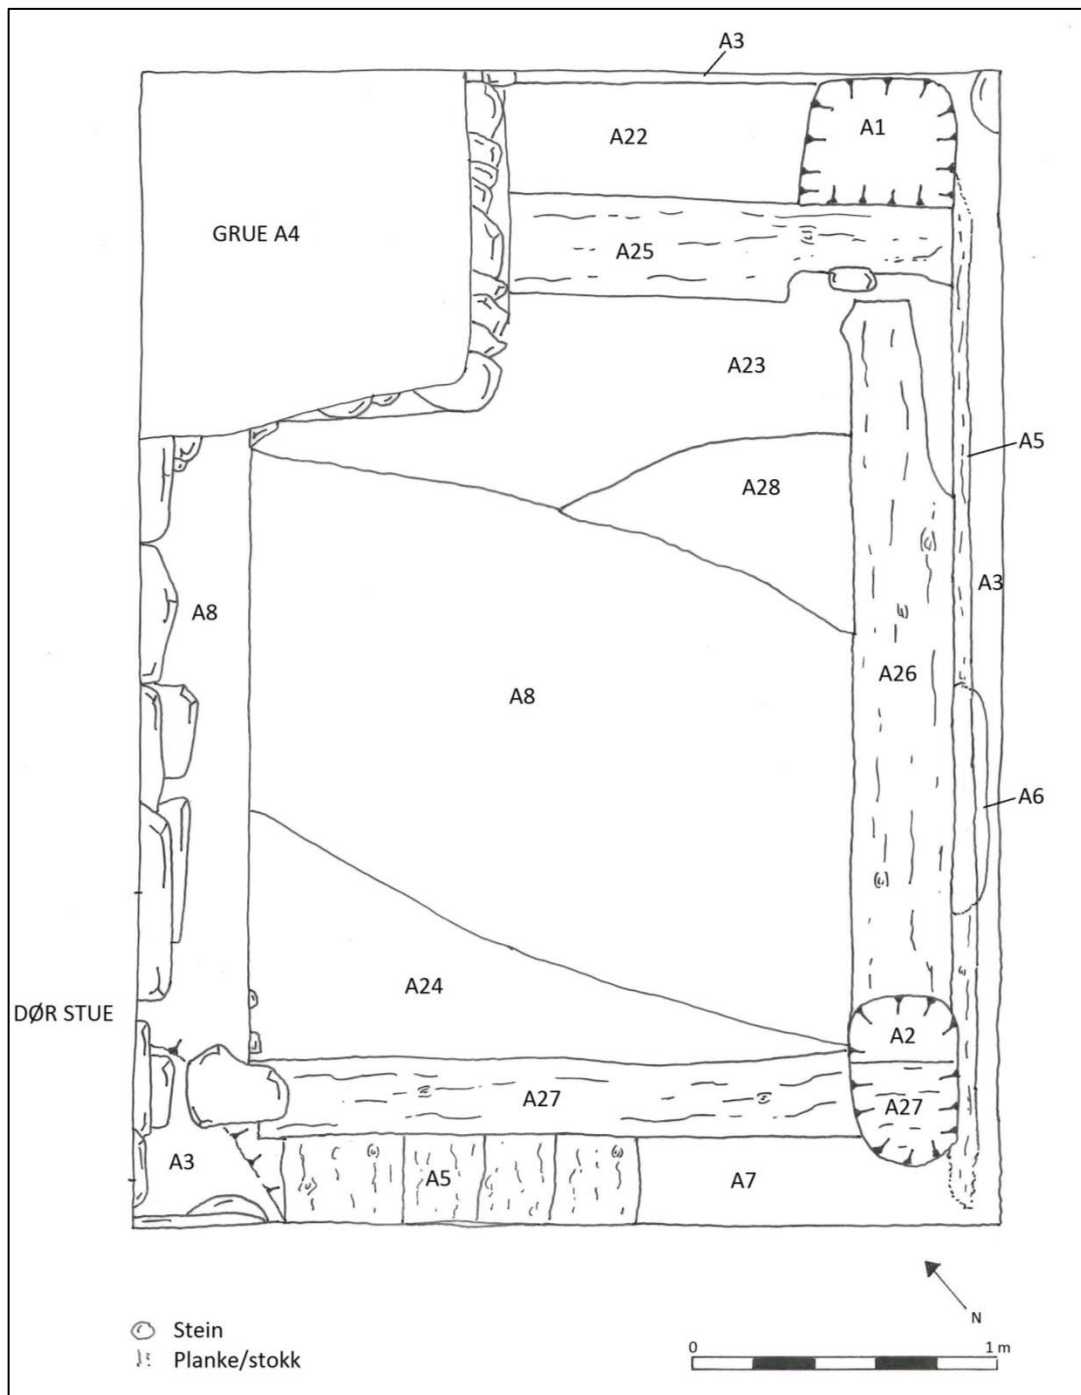 A3
A22
A1
GRUE A4
A25
A23
A5
A28
A3
A8
A26
A8
A6
A24
DØR STUE
A2
A27
A27
A3
A5
A7
N
Stein
Planke/stokk
0
1 m